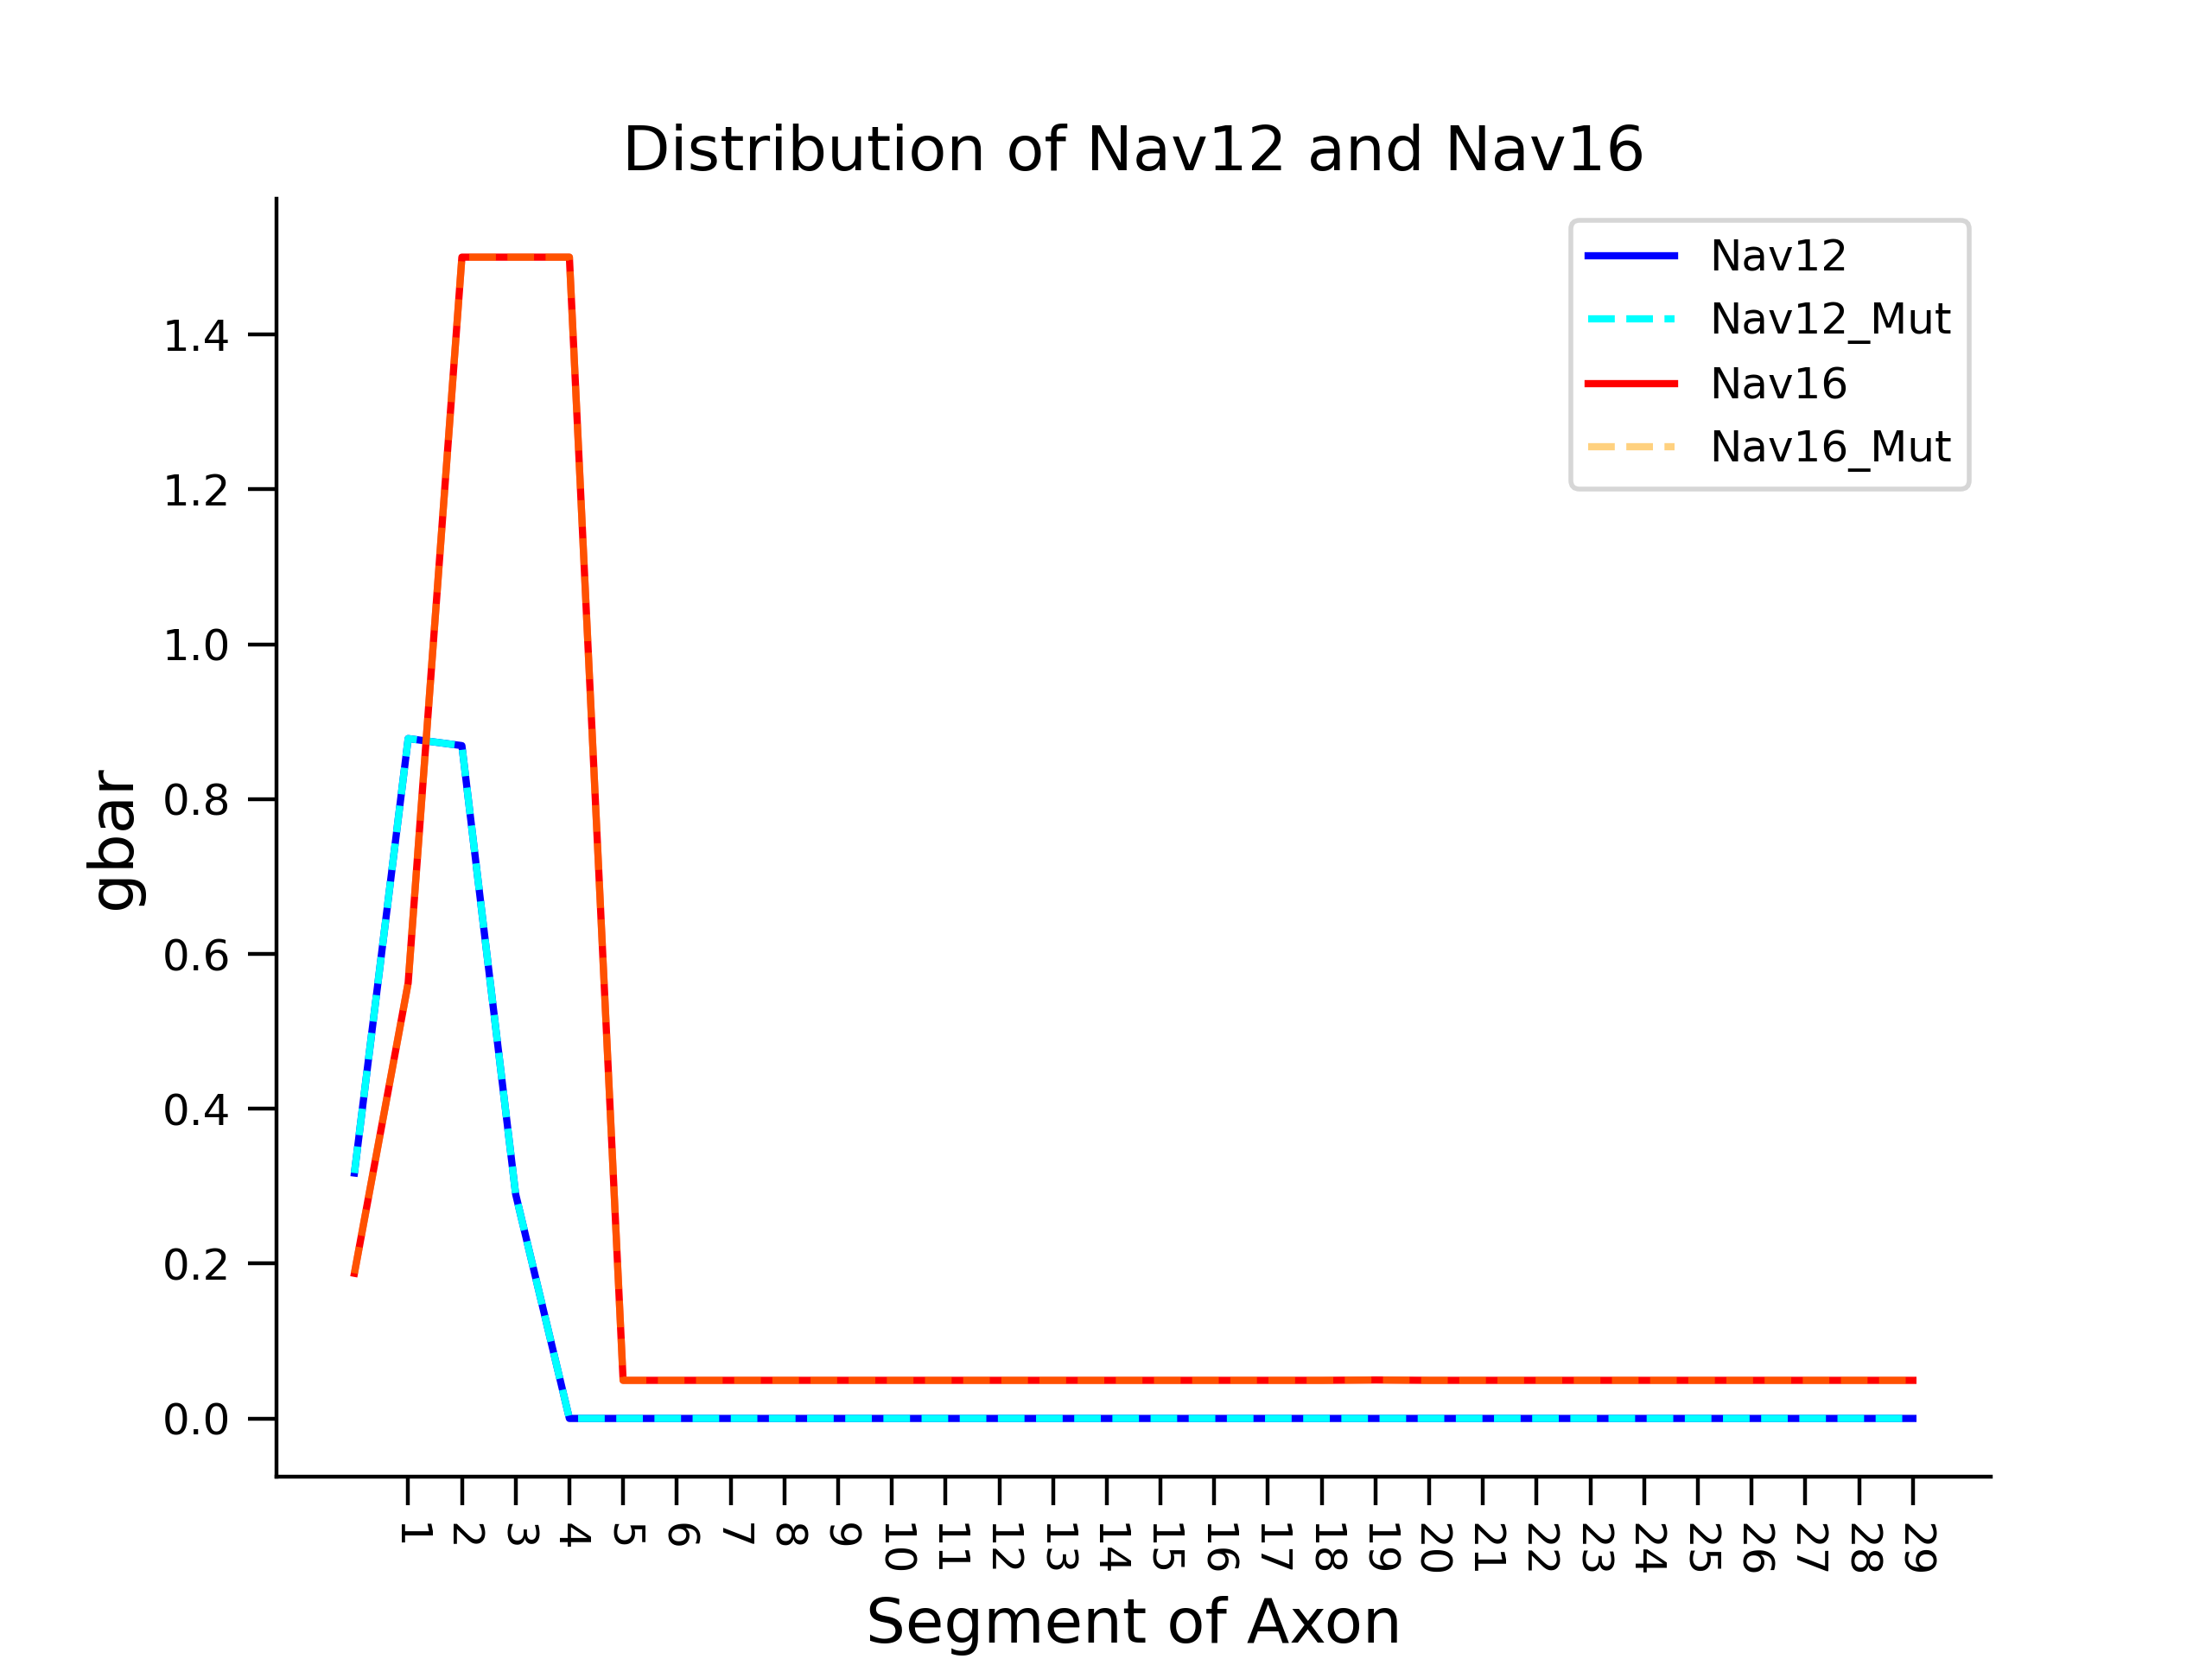 Distribution of Nav12 and Nav16
Nav12
Nav12_Mut
Nav16
Nav16_Mut
gbar
1.4
1.2
1.0
0.8
0.6
0.4
0.2
0.0
1 2 3 4 5 6 7 8 9 10 11 12 13 14 15 16 17 18 19 20 21 22 23 24 25 26 27 28 29
Segment of Axon